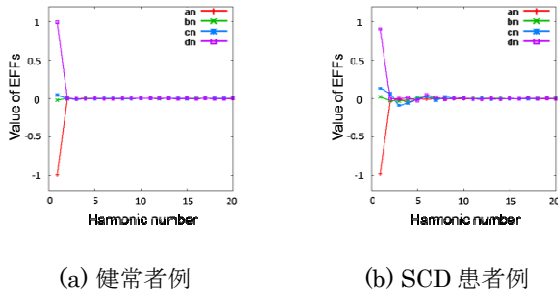 an
bn
cn
dn
1
0.5
0
-0.5
-1
0 5 10 15 20
Value of EFFs
Harmonic number
(a) 健常者例
an
bn
cn
dn
1
0.5
0
-0.5
-1
0 5 10 15 20
Value of EFFs
Harmonic number
(b) SCD 患者例